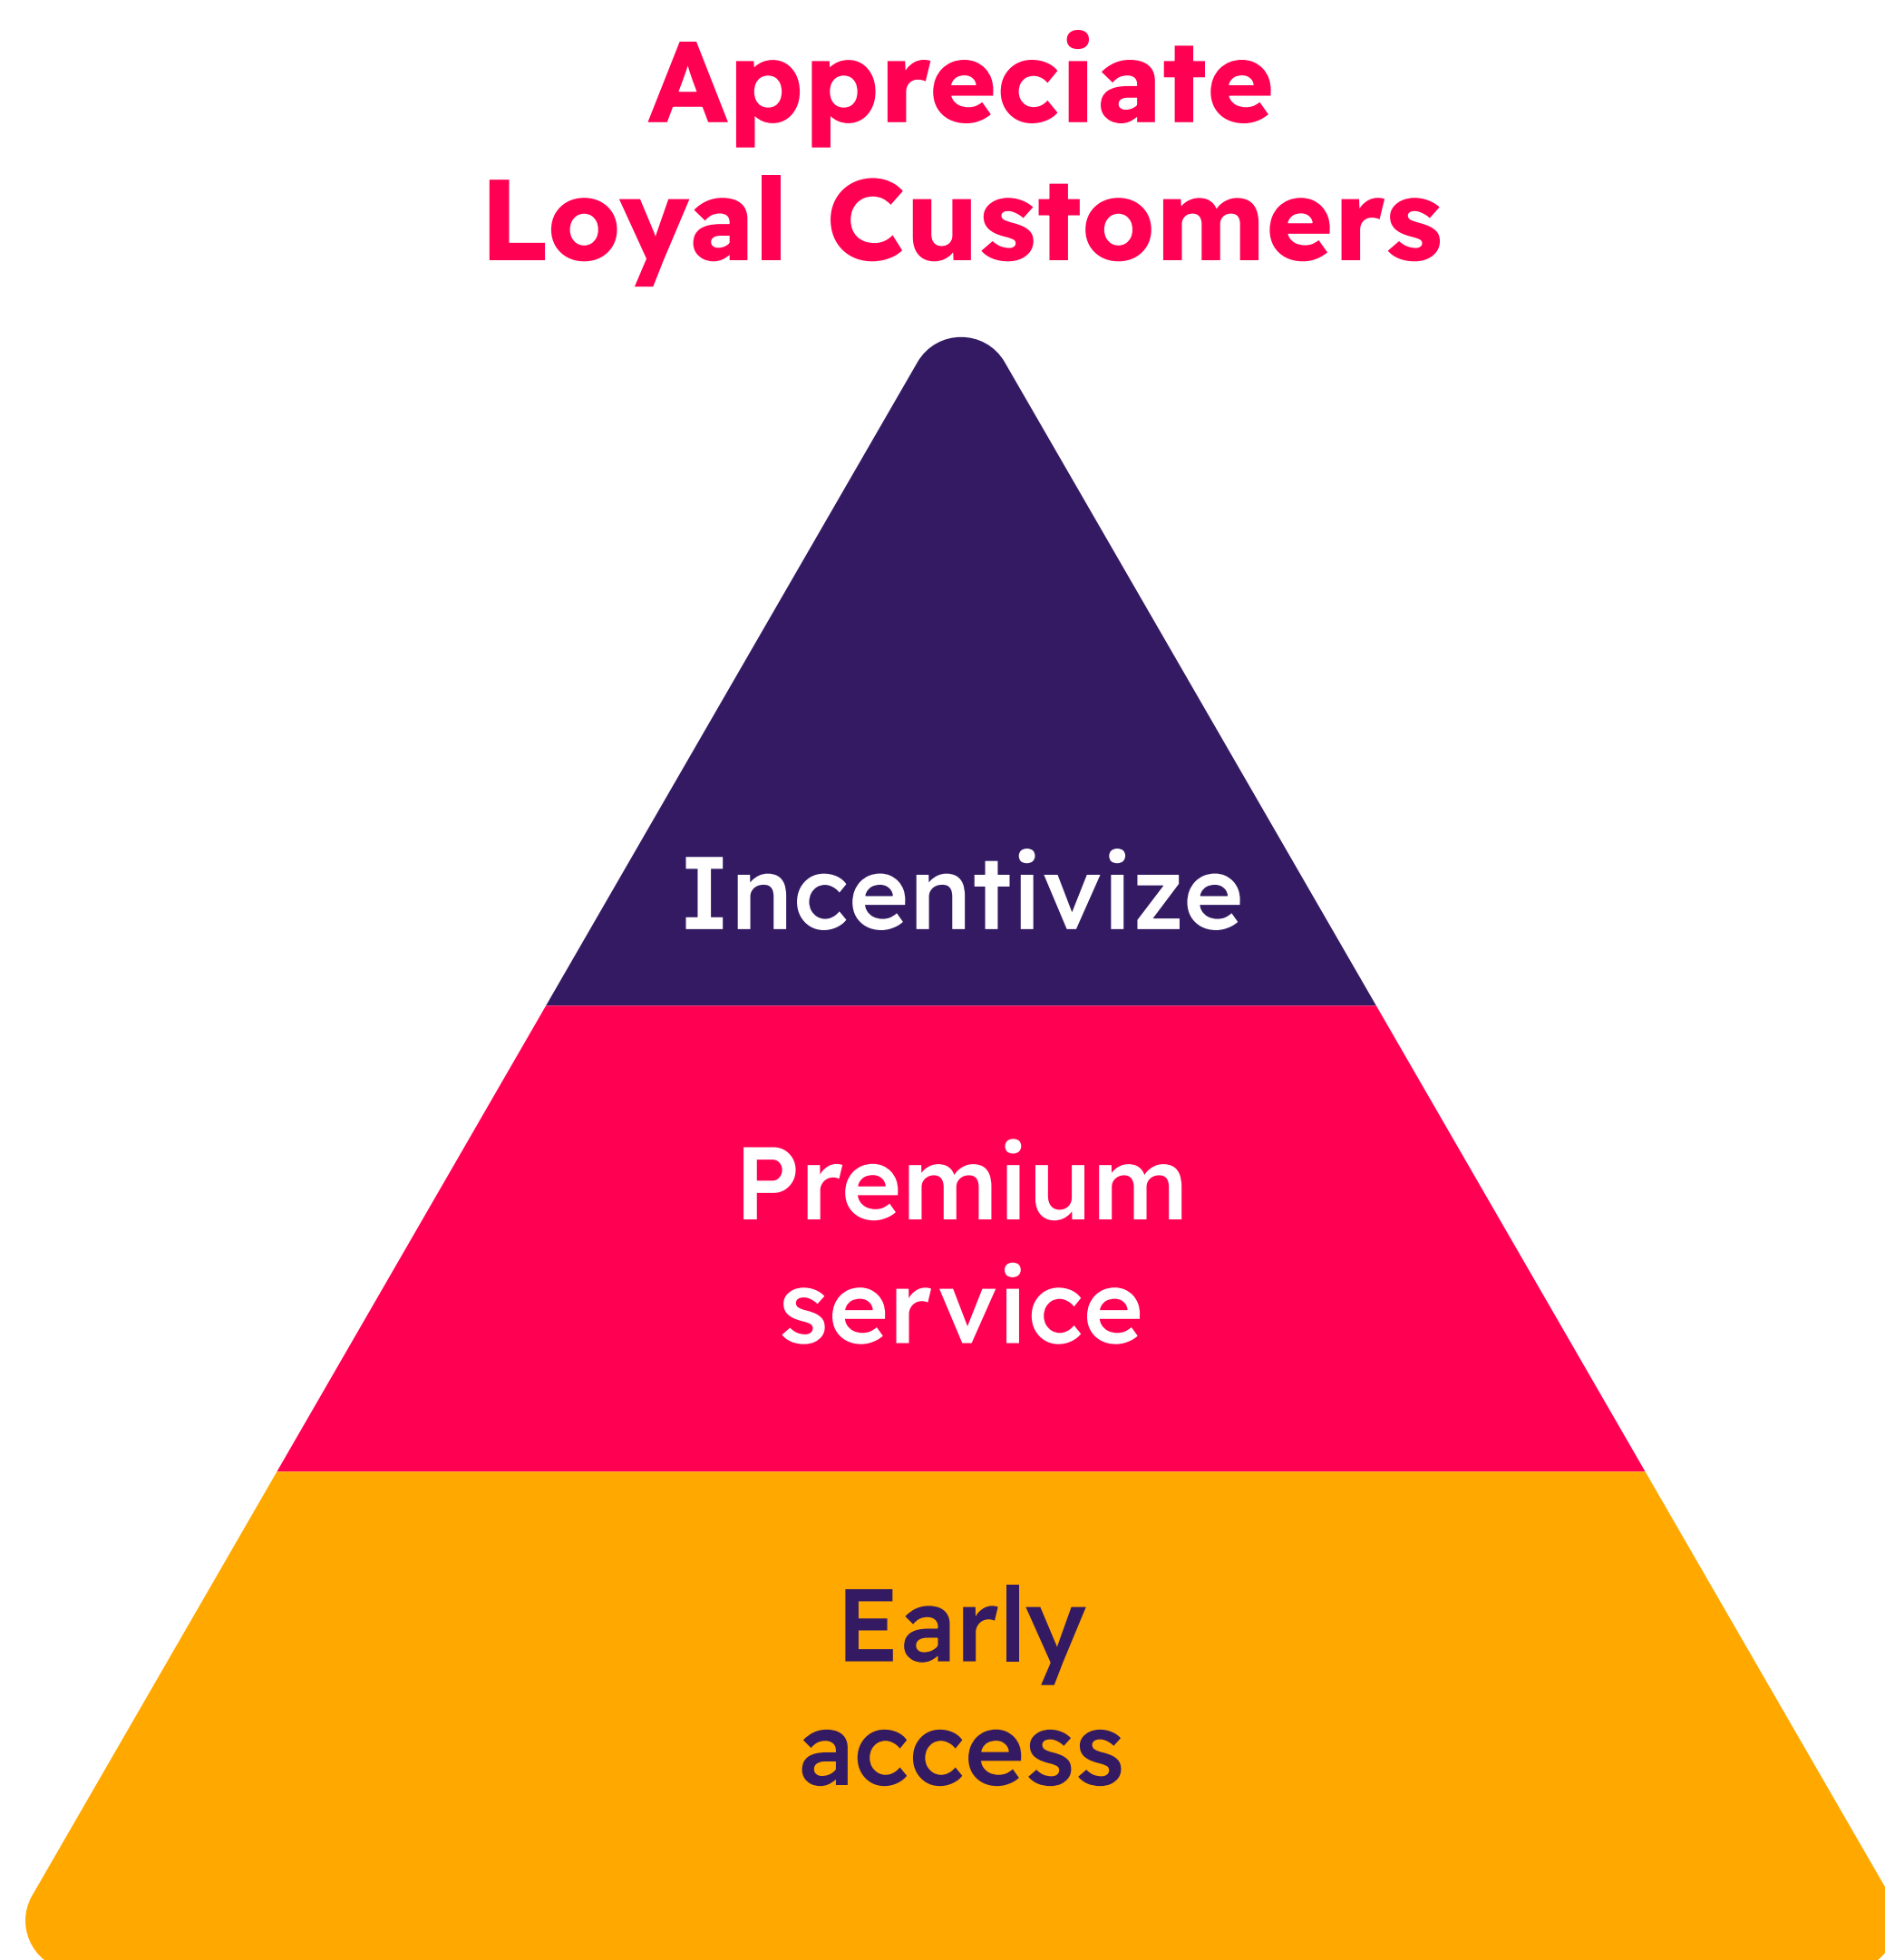 Appreciate
Loyal Customers
Incentivize
Premium
service
Early
access